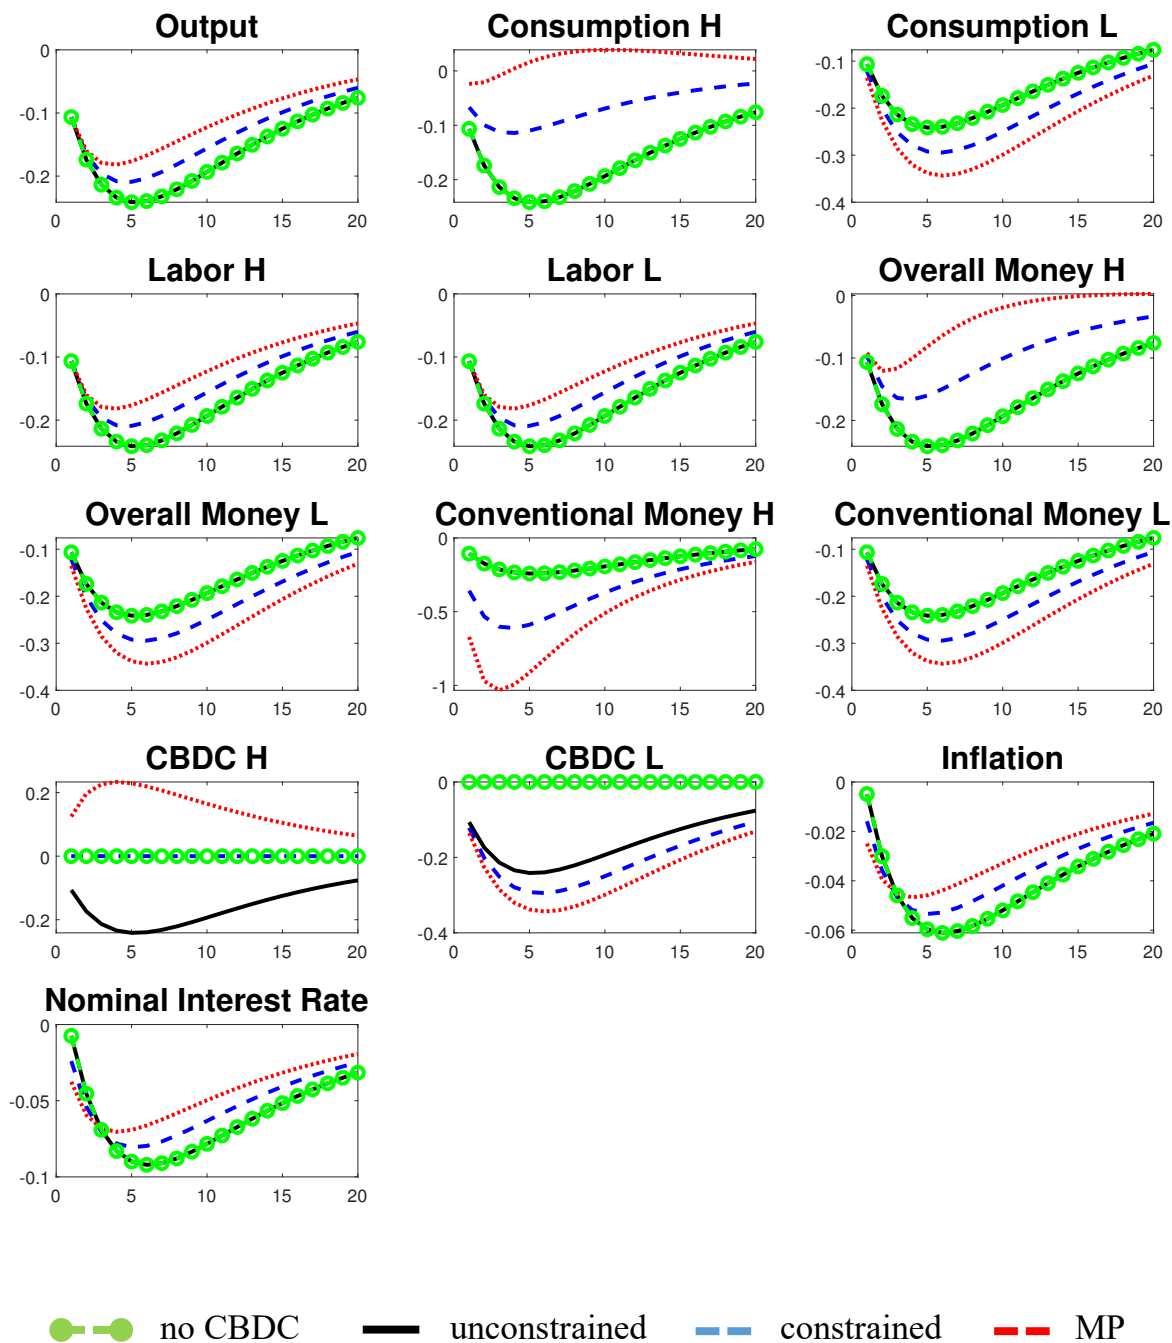 Output
0
-0.1
-0.2
0 5 10 15 20
Consumption H
0
-0.1
-0.2
0 5 10 15 20
Consumption L
-0.1
-0.2
-0.3
-0.4
0 5 10 15 20
Labor H
0
-0.1
-0.2
0 5 10 15 20
Labor L
0
-0.1
-0.2
0 5 10 15 20
Overall Money H
0
-0.1
-0.2
0 5 10 15 20
Overall Money L
-0.1
-0.2
-0.3
-0.4
0 5 10 15 20
Conventional Money H
0
-0.5
-1
0 5 10 15 20
Conventional Money L
-0.1
-0.2
-0.3
-0.4
0 5 10 15 20
CBDC H
0.2
0
-0.2
0 5 10 15 20
CBDC L
0
-0.2
-0.4
0 5 10 15 20
Inflation
0
-0.02
-0.04
-0.06
0 5 10 15 20
Nominal Interest Rate
0
-0.05
-0.1
0 5 10 15 20
no CBDC unconstrained constrained MP